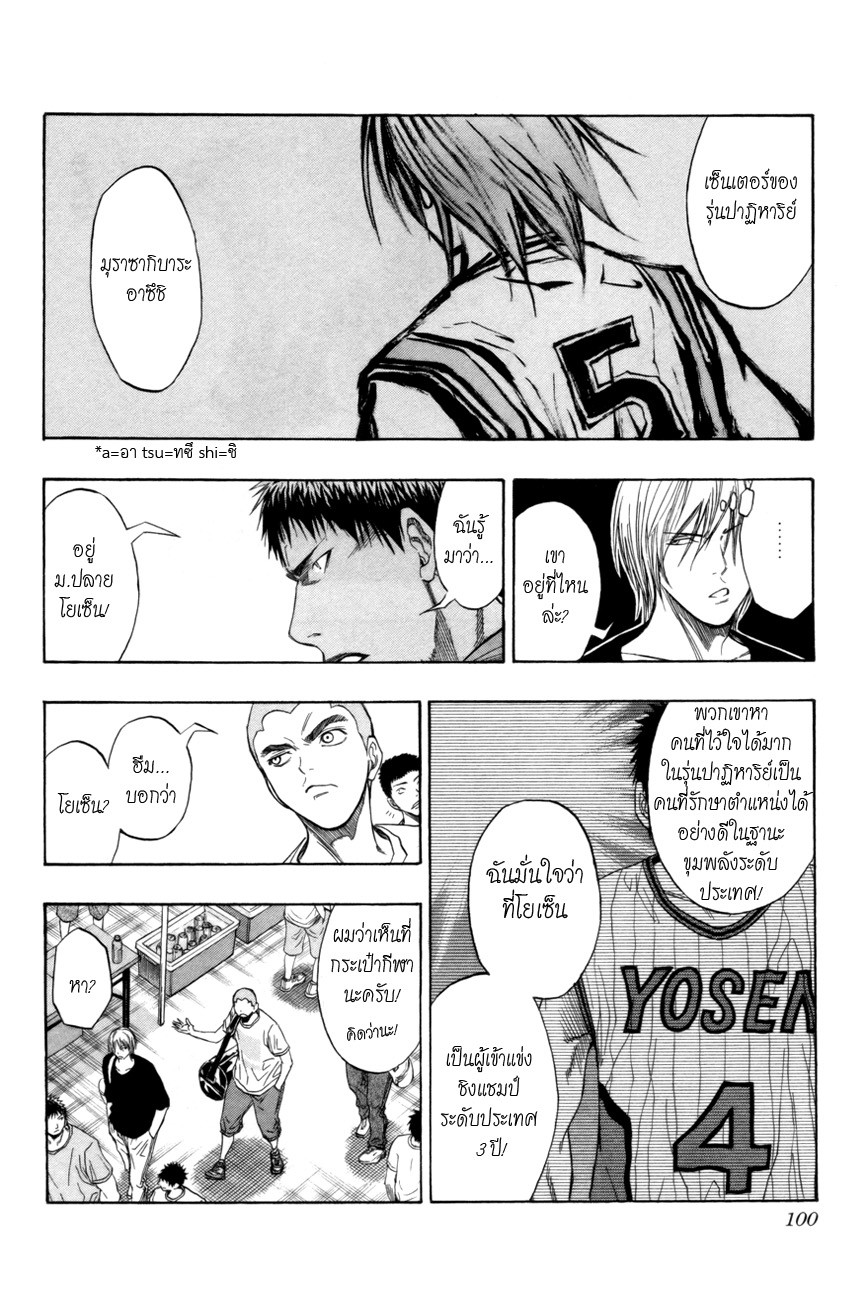 เซ็นเตอร์ของ
รุ่นปาฏิหาริย์
มุราซากิบาระ
อาซึชิ
5
*a=อา tsu=ทซึ shi=ชิ
......
เขา
อยู่ที่ไหน
ล่ะ?
ฉันรู้
มาว่า...
อยู่
ม.ปลาย
โยเซ็น!
พวกเขาหา
คนที่ไว้ใจได้มาก
ในรุ่นปาฏิหาริย์เป็น
คนที่รักษาตำแหน่งได้
อย่างดีในฐานะ
ขุมพลังระดับ
ประเทศ!
ฉันมั่นใจว่า
ที่โยเซ็น
เป็นผู้เข้าแข่ง
ชิงแชมป์
ระดับประเทศ
3 ปี!
YOSEN
4
ฮึม...
บอกว่า
โยเซ็น?
ผมว่าเห็นที่
กระเป๋ากีฬา
นะครับ!
คิดว่านะ!
หา?
100